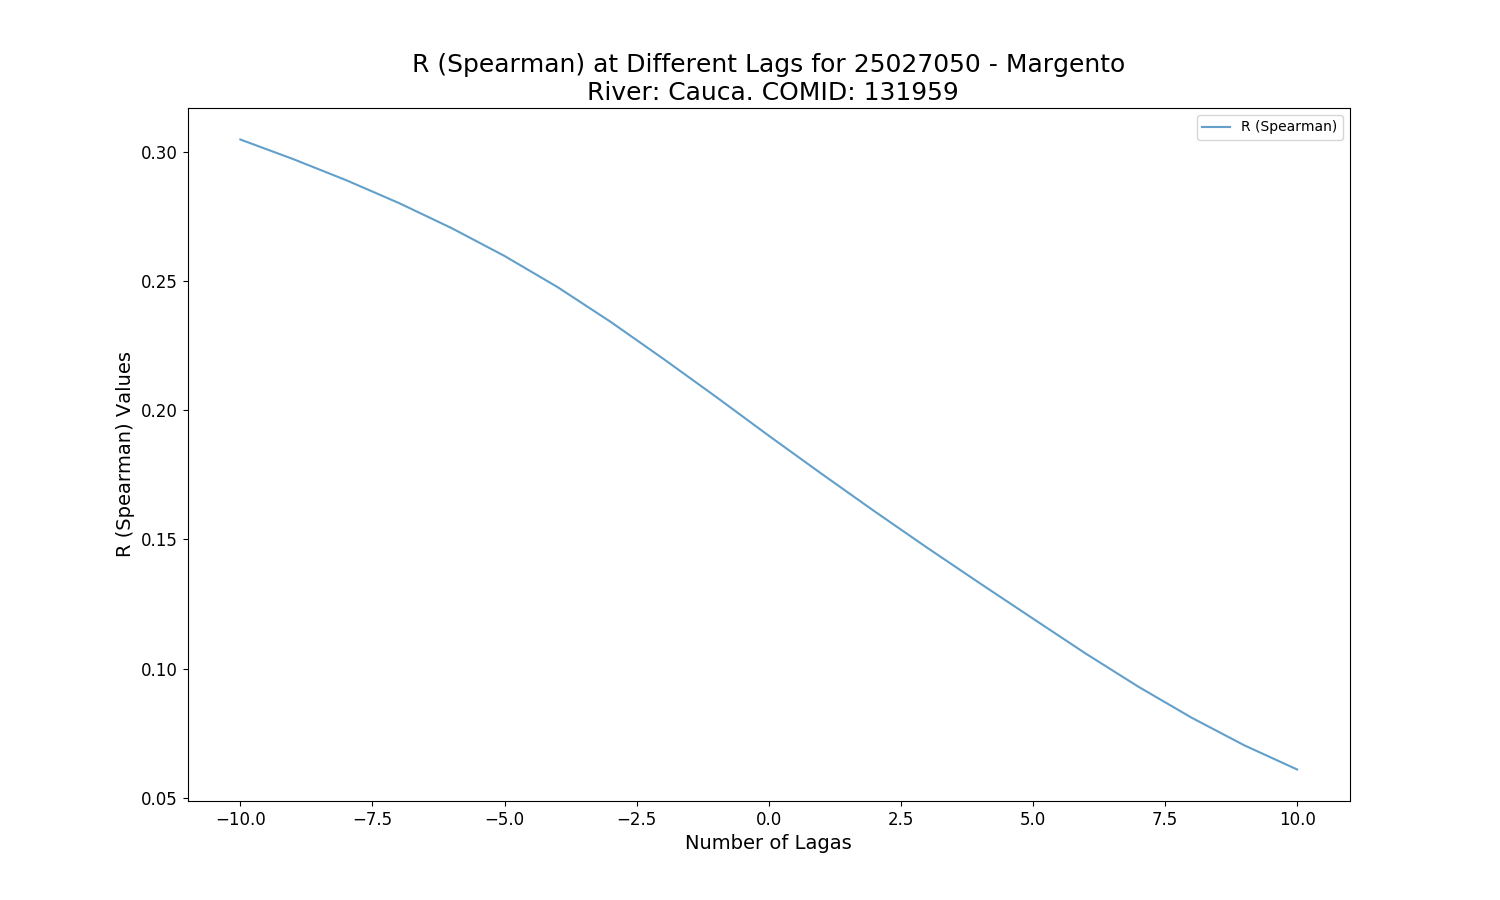 R (Spearman) at Different Lags for 25027050 - Margento
River: Cauca. COMID: 131959
R (Spearman)
R (Spearman) Values
0.30
0.25
0.20
0.15
0.10
0.05
−10.0 −7.5 −5.0 −2.5 0.0 2.5 5.0 7.5 10.0
Number of Lagas